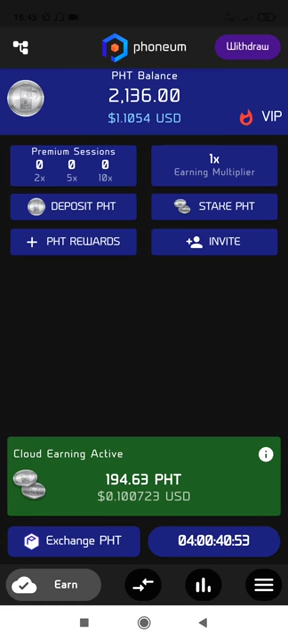 16:45
phoneum
Withdraw
PHT Balance
2,136.00
$1.1054 USD
VIP
Premium Sessions
0 0 0
2x 5x 10x
1x
Earning Multiplier
DEPOSIT PHT
STAKE PHT
PHT REWARDS
INVITE
Cloud Earning Active
194.63 PHT
$0.100723 USD
Exchange PHT
04:00:40:53
Earn